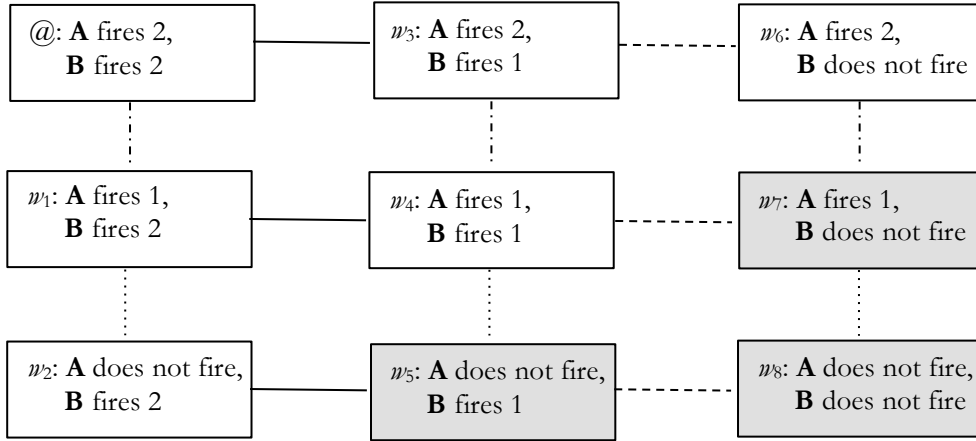 @: A fires 2,
B fires 2
w₃: A fires 2,
B fires 1
w₆: A fires 2,
B does not fire
w₁: A fires 1,
B fires 2
w₄: A fires 1,
B fires 1
w₇: A fires 1,
B does not fire
w₂: A does not fire,
B fires 2
w₅: A does not fire,
B fires 1
w₈: A does not fire,
B does not fire